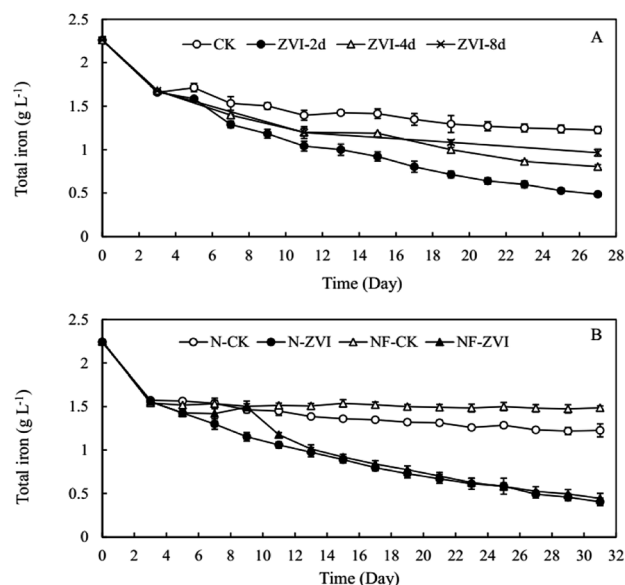 2.5
CK ZVI-2d ZVI-4d ZVI-8d A
2
1.5
1
0.5
0
Total iron (g L⁻¹)
0 2 4 6 8 10 12 14 16 18 20 22 24 26 28
Time (Day)
2.5
N-CK N-ZVI NF-CK NF-ZVI B
2
1.5
1
0.5
0
Total iron (g L⁻¹)
0 2 4 6 8 10 12 14 16 18 20 22 24 26 28 30 32
Time (Day)